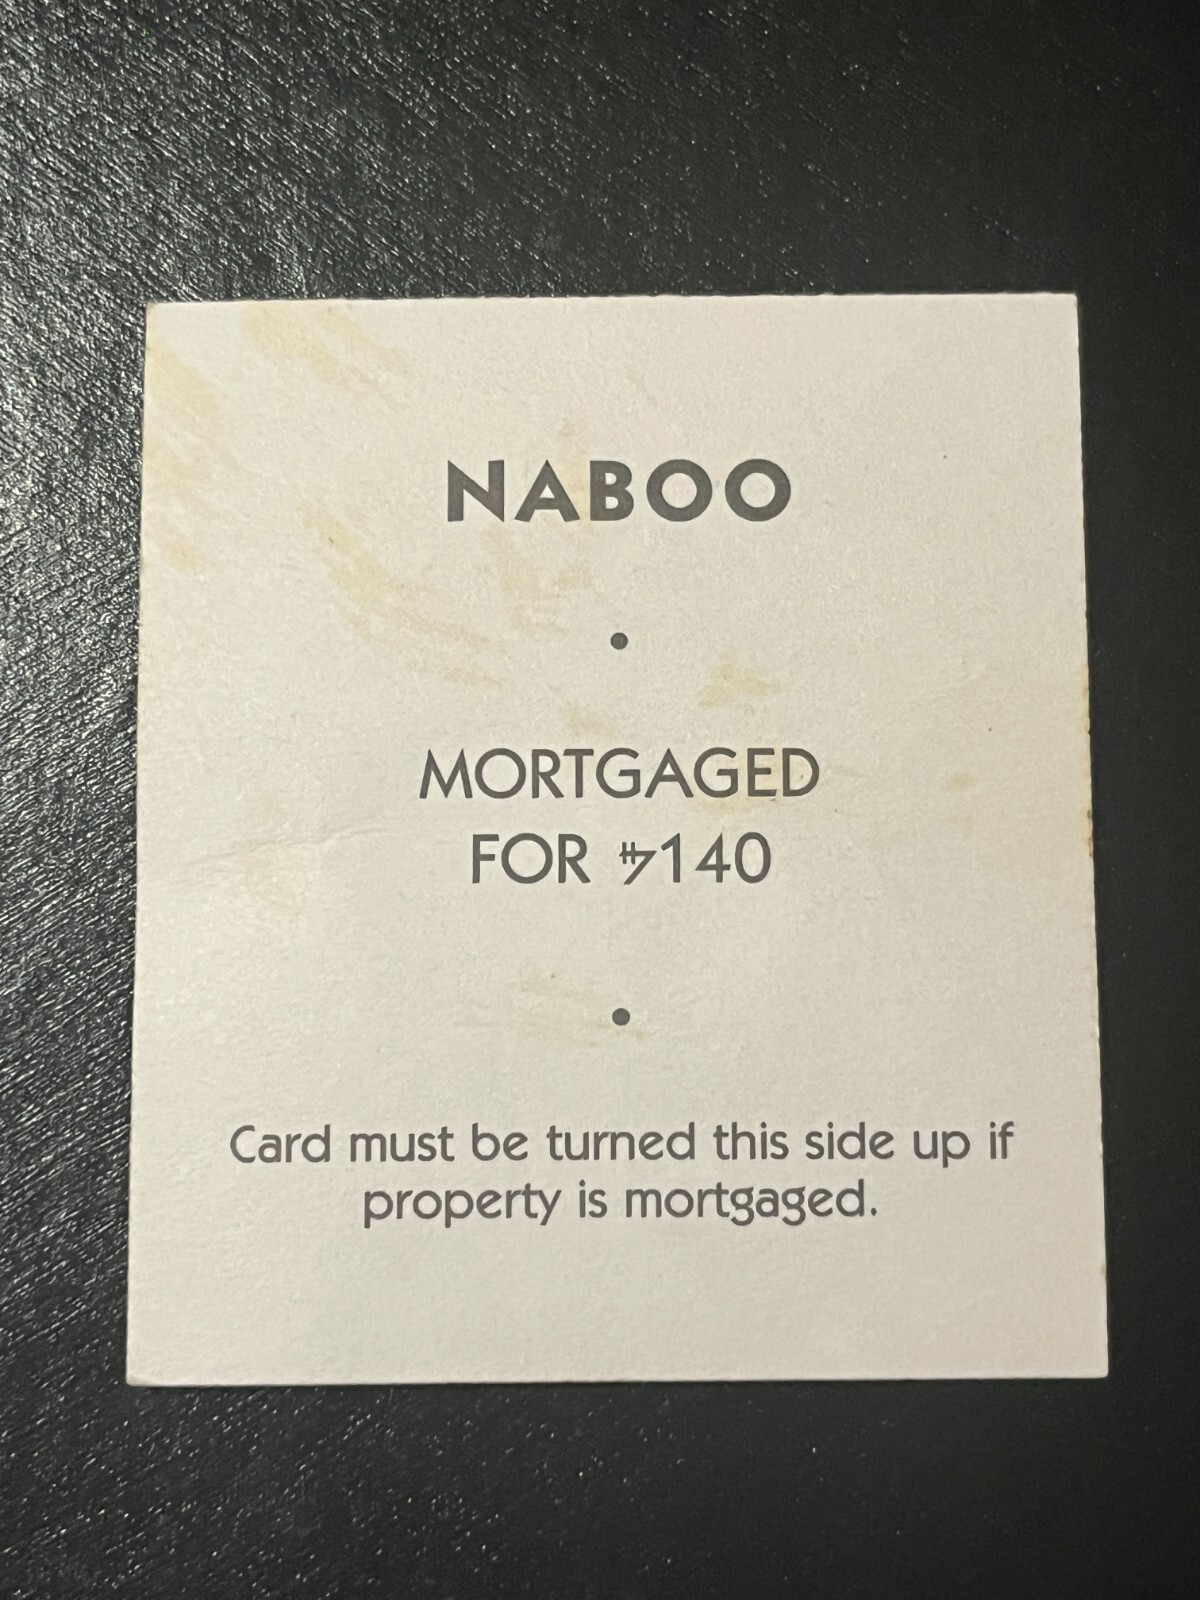 NABOO
•
MORTGAGED
FOR 140
•
Card must be turned this side up if
property is mortgaged.